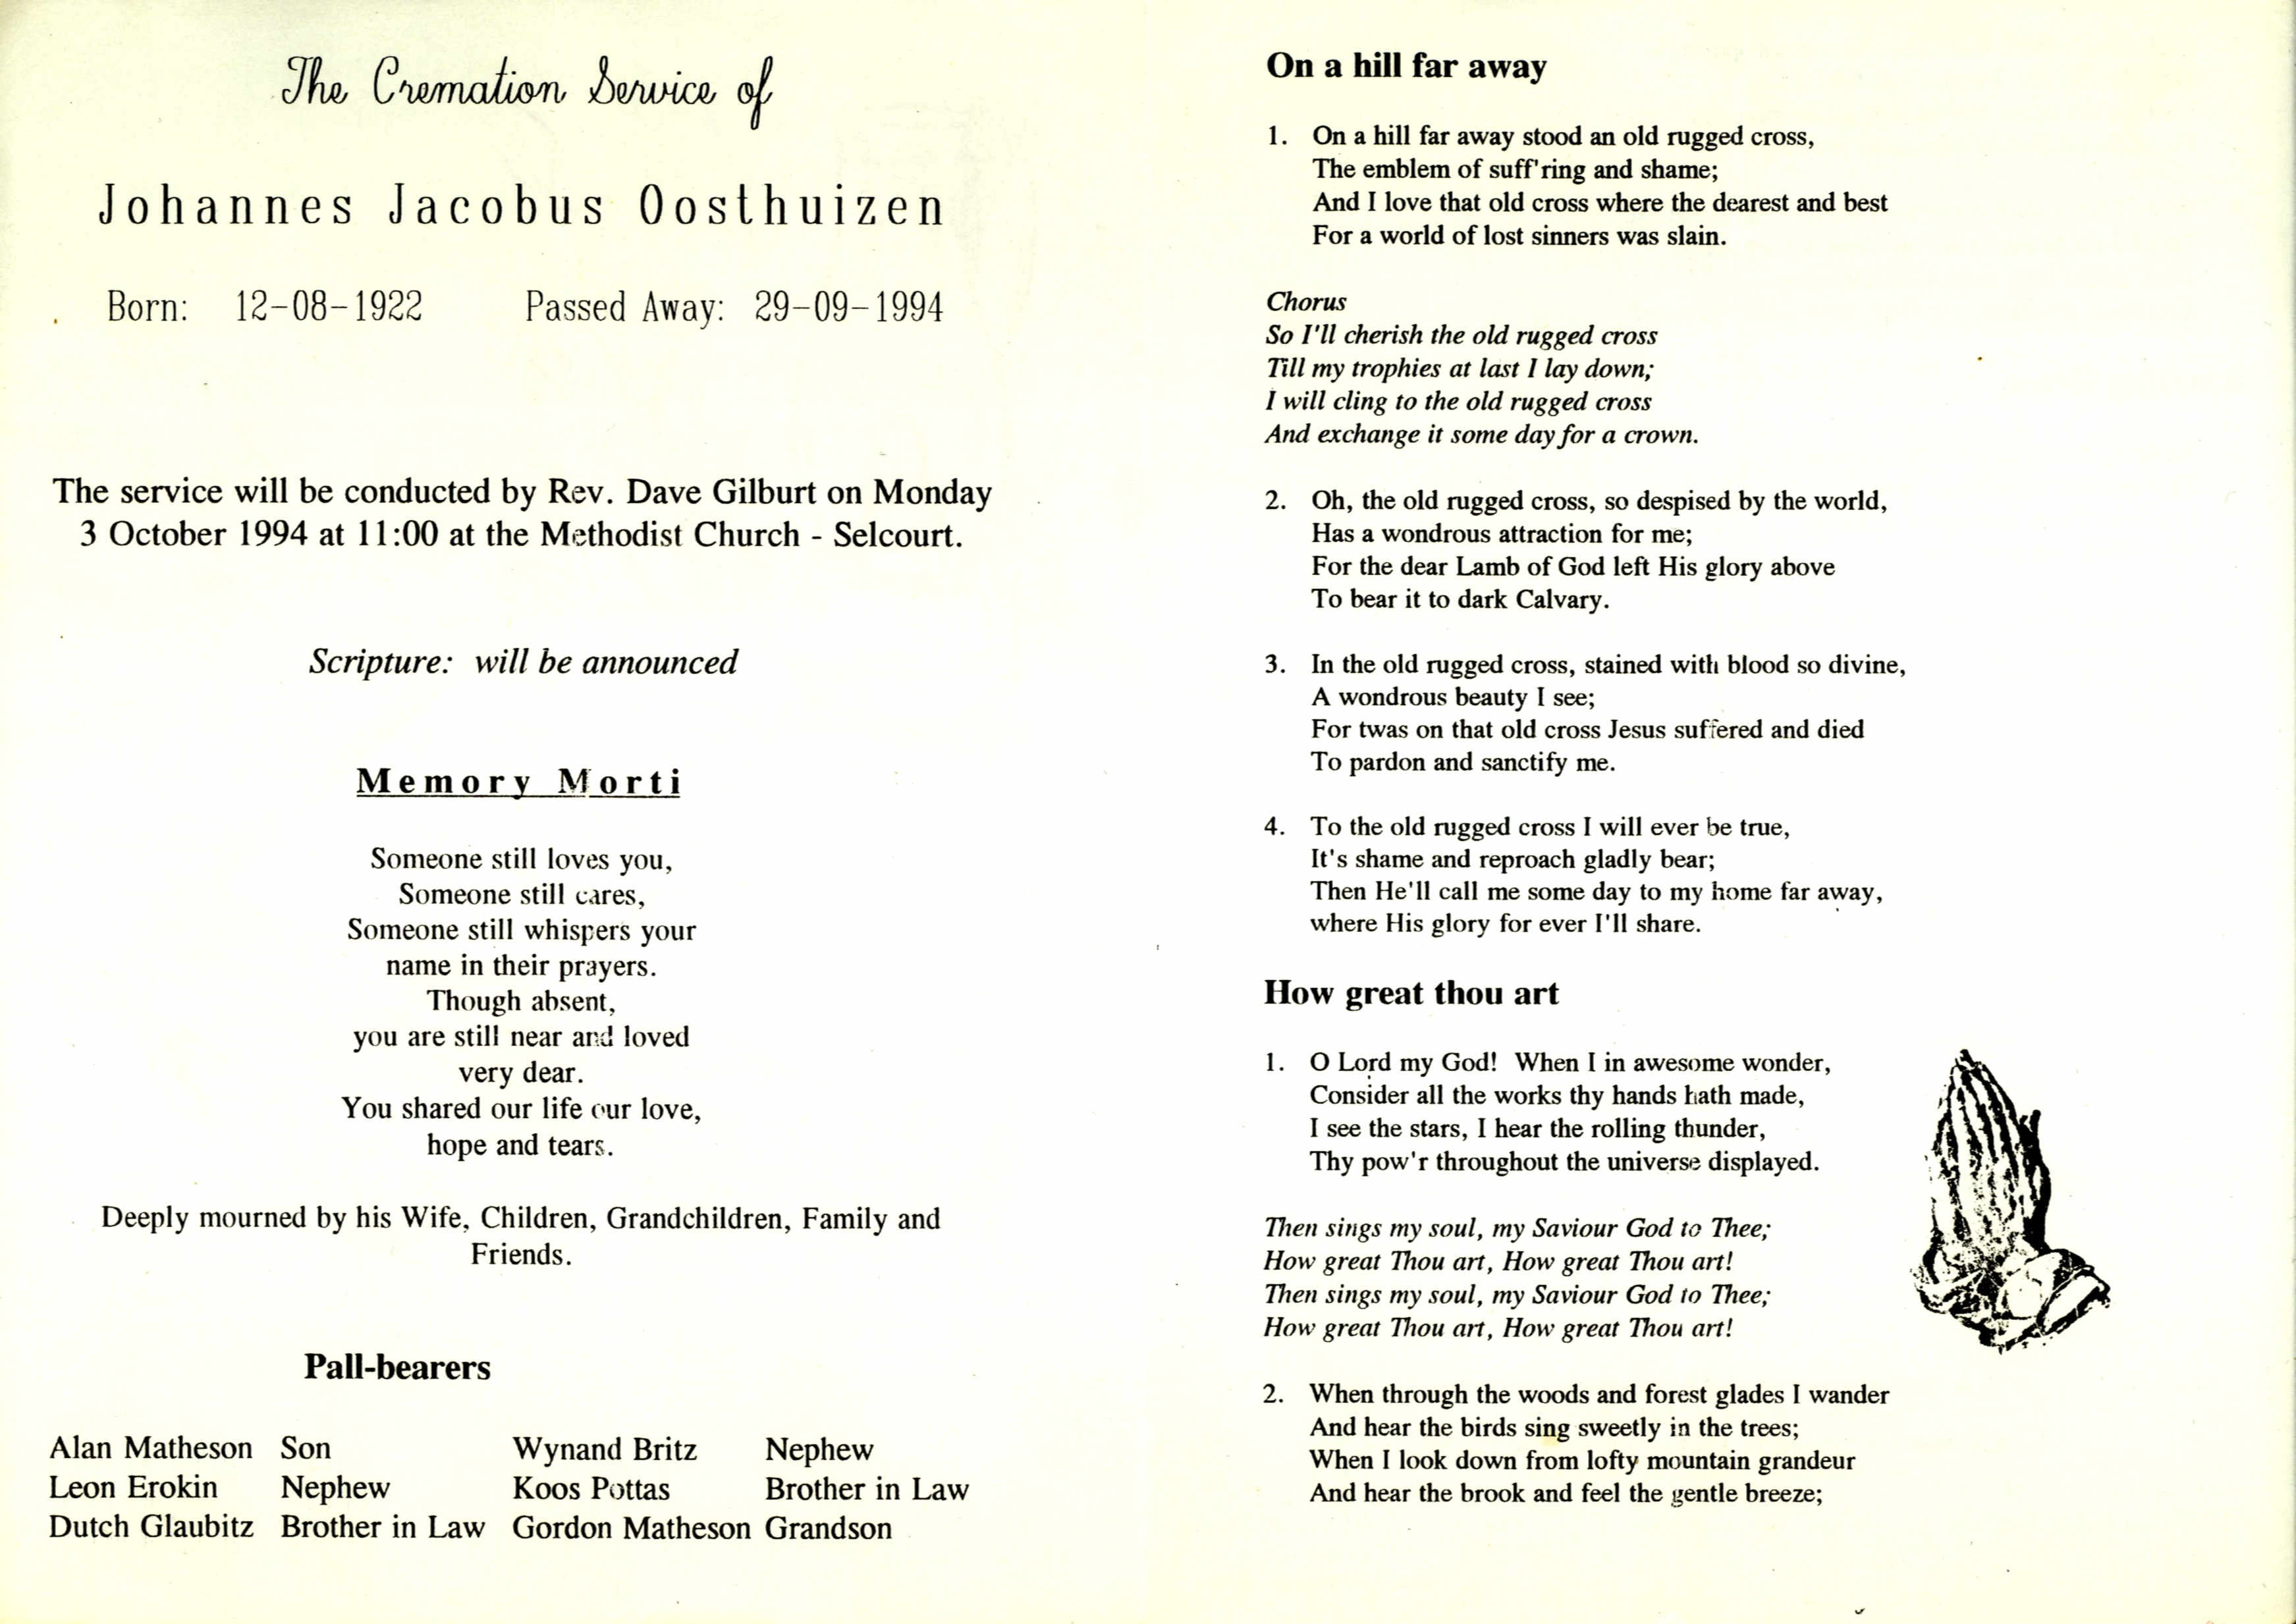 The Cremation Service of
Johannes Jacobus Oosthuizen
Born: 12-08-1922 Passed Away: 29-09-1994
The service will be conducted by Rev. Dave Gilburt on Monday
3 October 1994 at 11:00 at the Methodist Church - Selcourt.
Scripture: will be announced
Memory Morti
Someone still loves you,
Someone still cares,
Someone still whispers your
name in their prayers.
Though absent,
you are still near and loved
very dear.
You shared our life our love,
hope and tears.
Deeply mourned by his Wife, Children, Grandchildren, Family and
Friends.
Pall-bearers
Alan Matheson Son Wynand Britz Nephew
Leon Erokin Nephew Koos Pottas Brother in Law
Dutch Glaubitz Brother in Law Gordon Matheson Grandson
On a hill far away
1. On a hill far away stood an old rugged cross,
The emblem of suff'ring and shame;
And I love that old cross where the dearest and best
For a world of lost sinners was slain.
Chorus
So I'll cherish the old rugged cross
Till my trophies at last I lay down;
I will cling to the old rugged cross
And exchange it some day for a crown.
2. Oh, the old rugged cross, so despised by the world,
Has a wondrous attraction for me;
For the dear Lamb of God left His glory above
To bear it to dark Calvary.
3. In the old rugged cross, stained with blood so divine,
A wondrous beauty I see;
For twas on that old cross Jesus suffered and died
To pardon and sanctify me.
4. To the old rugged cross I will ever be true,
It's shame and reproach gladly bear;
Then He'll call me some day to my home far away,
where His glory for ever I'll share.
How great thou art
1. O Lord my God! When I in awesome wonder,
Consider all the works thy hands hath made,
I see the stars, I hear the rolling thunder,
Thy pow'r throughout the universe displayed.
Then sings my soul, my Saviour God to Thee;
How great Thou art, How great Thou art!
Then sings my soul, my Saviour God to Thee;
How great Thou art, How great Thou art!
2. When through the woods and forest glades I wander
And hear the birds sing sweetly in the trees;
When I look down from lofty mountain grandeur
And hear the brook and feel the gentle breeze;